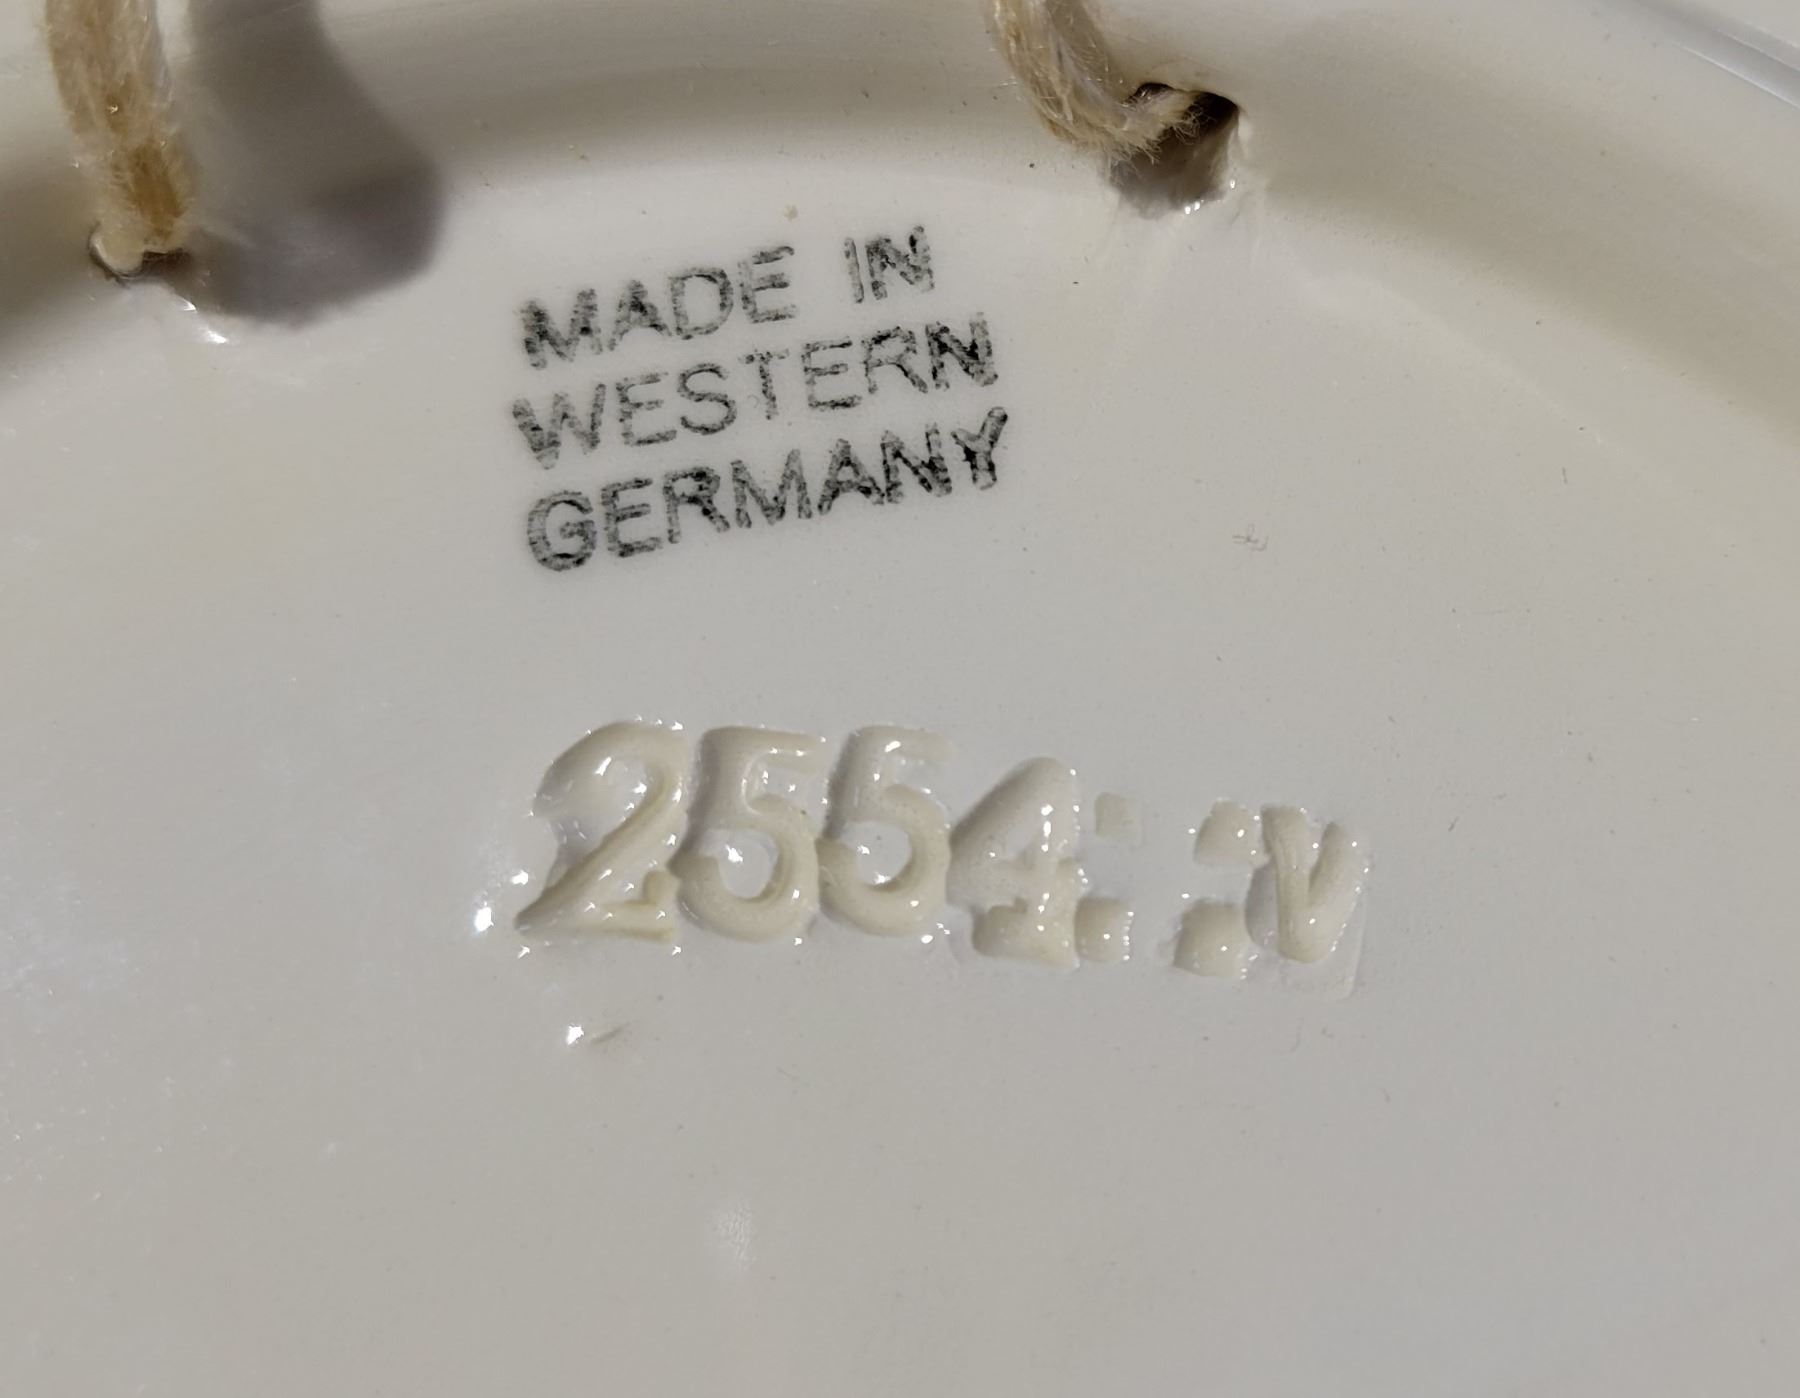 MADE IN
WESTERN
GERMANY
2554: :V